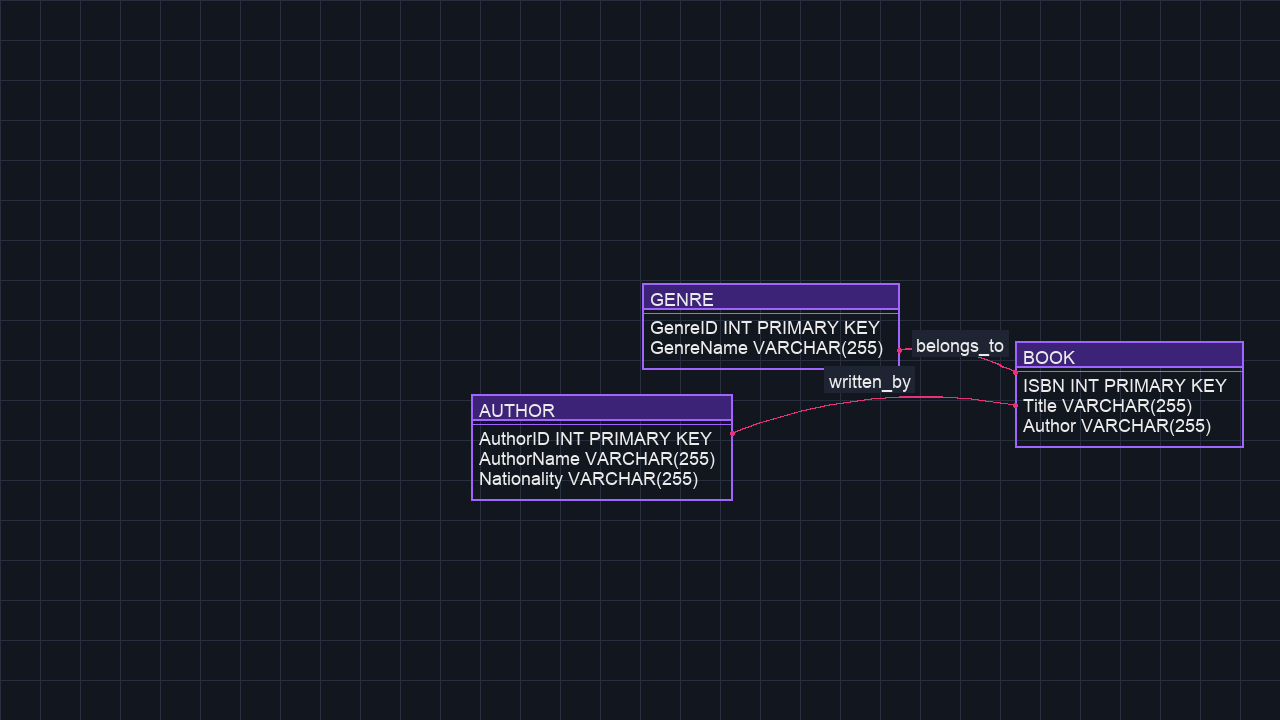 GENRE
GenreID INT PRIMARY KEY
GenreName VARCHAR(255)
belongs_to
BOOK
ISBN INT PRIMARY KEY
Title VARCHAR(255)
Author VARCHAR(255)
written_by
AUTHOR
AuthorID INT PRIMARY KEY
AuthorName VARCHAR(255)
Nationality VARCHAR(255)